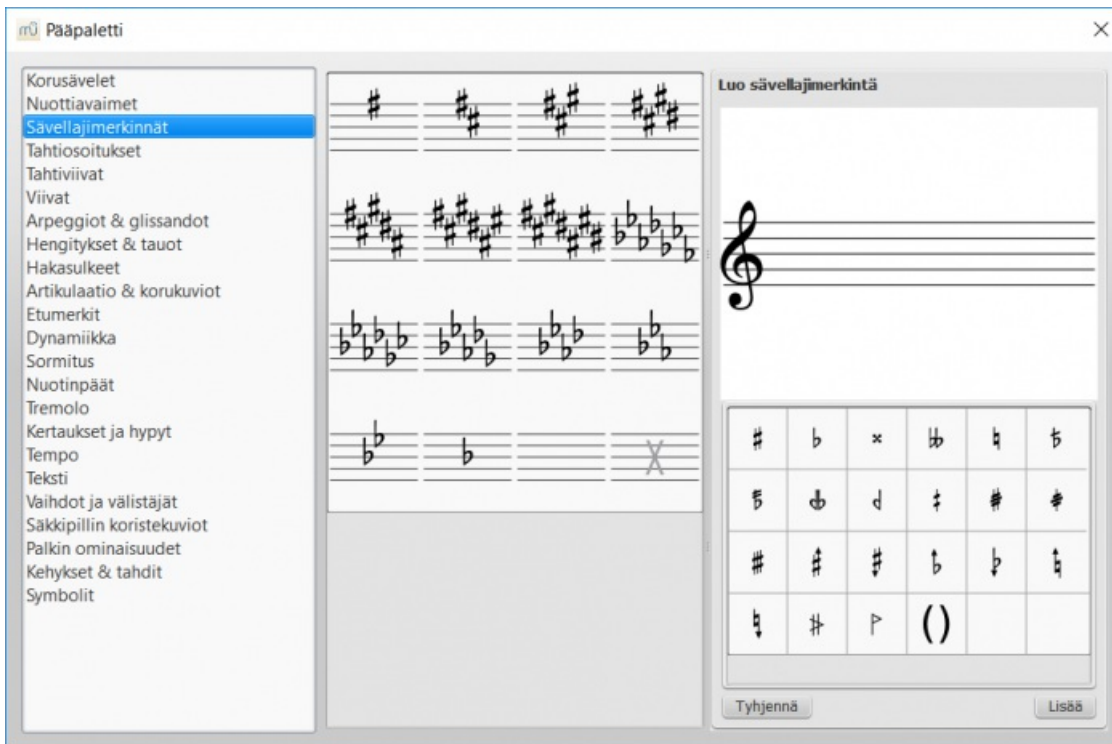 Pääpaletti
Korusävelet
Nuottiavaimet
Sävellajimerkinnät
Tahtiosoitukset
Tahtiviivat
Viivat
Arpeggiot & glissandot
Hengitykset & tauot
Hakasulkeet
Artikulaatio & korukuviot
Etumerkit
Dynamiikka
Sormitus
Nuotinpäät
Tremolo
Kertaukset ja hypyt
Tempo
Teksti
Vaihdot ja välistäjät
Säkkipillin koristekuviot
Palkin ominaisuudet
Kehykset & tahdit
Symbolit
Luo sävellajimerkintä
Tyhjennä
Lisää